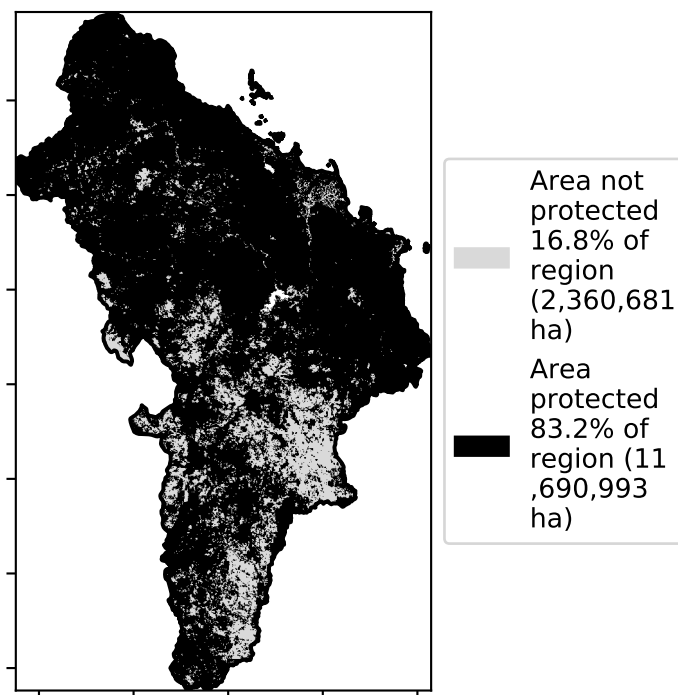 Area not
protected
16.8% of
region
(2,360,681
ha)
Area
protected
83.2% of
region (11
,690,993
ha)